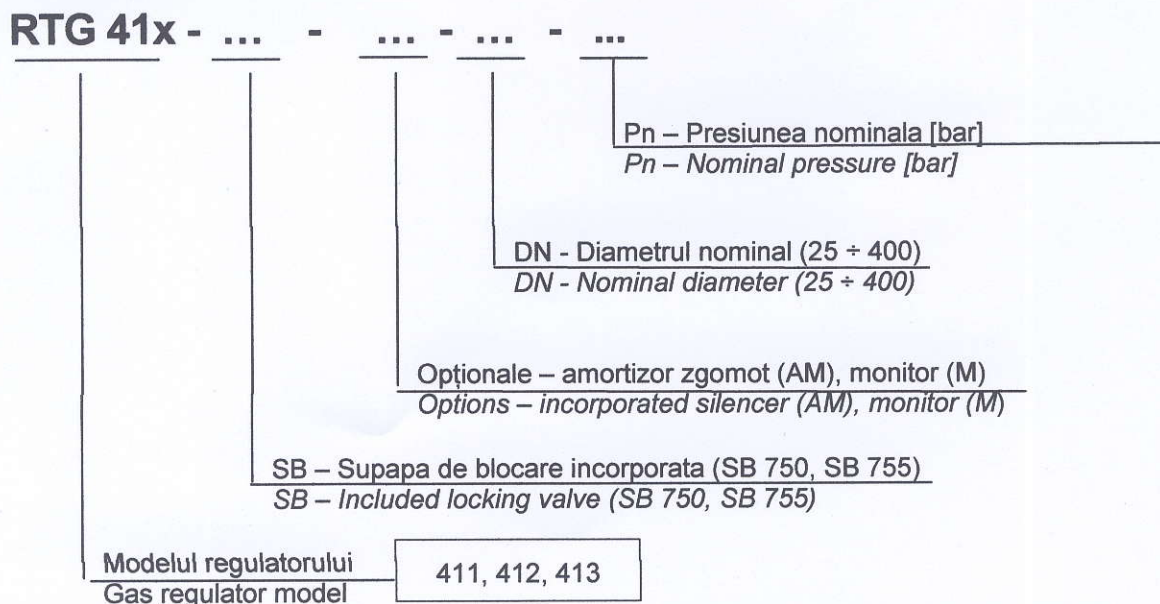 RTG 41x - ... - ... - ... - ...
Pn – Presiunea nominala [bar]
Pn – Nominal pressure [bar]
DN - Diametrul nominal (25 ÷ 400)
DN - Nominal diameter (25 ÷ 400)
Opționale – amortizor zgomot (AM), monitor (M)
Options – incorporated silencer (AM), monitor (M)
SB – Supapa de blocare incorporata (SB 750, SB 755)
SB – Included locking valve (SB 750, SB 755)
Modelul regulatorului
411, 412, 413
Gas regulator model